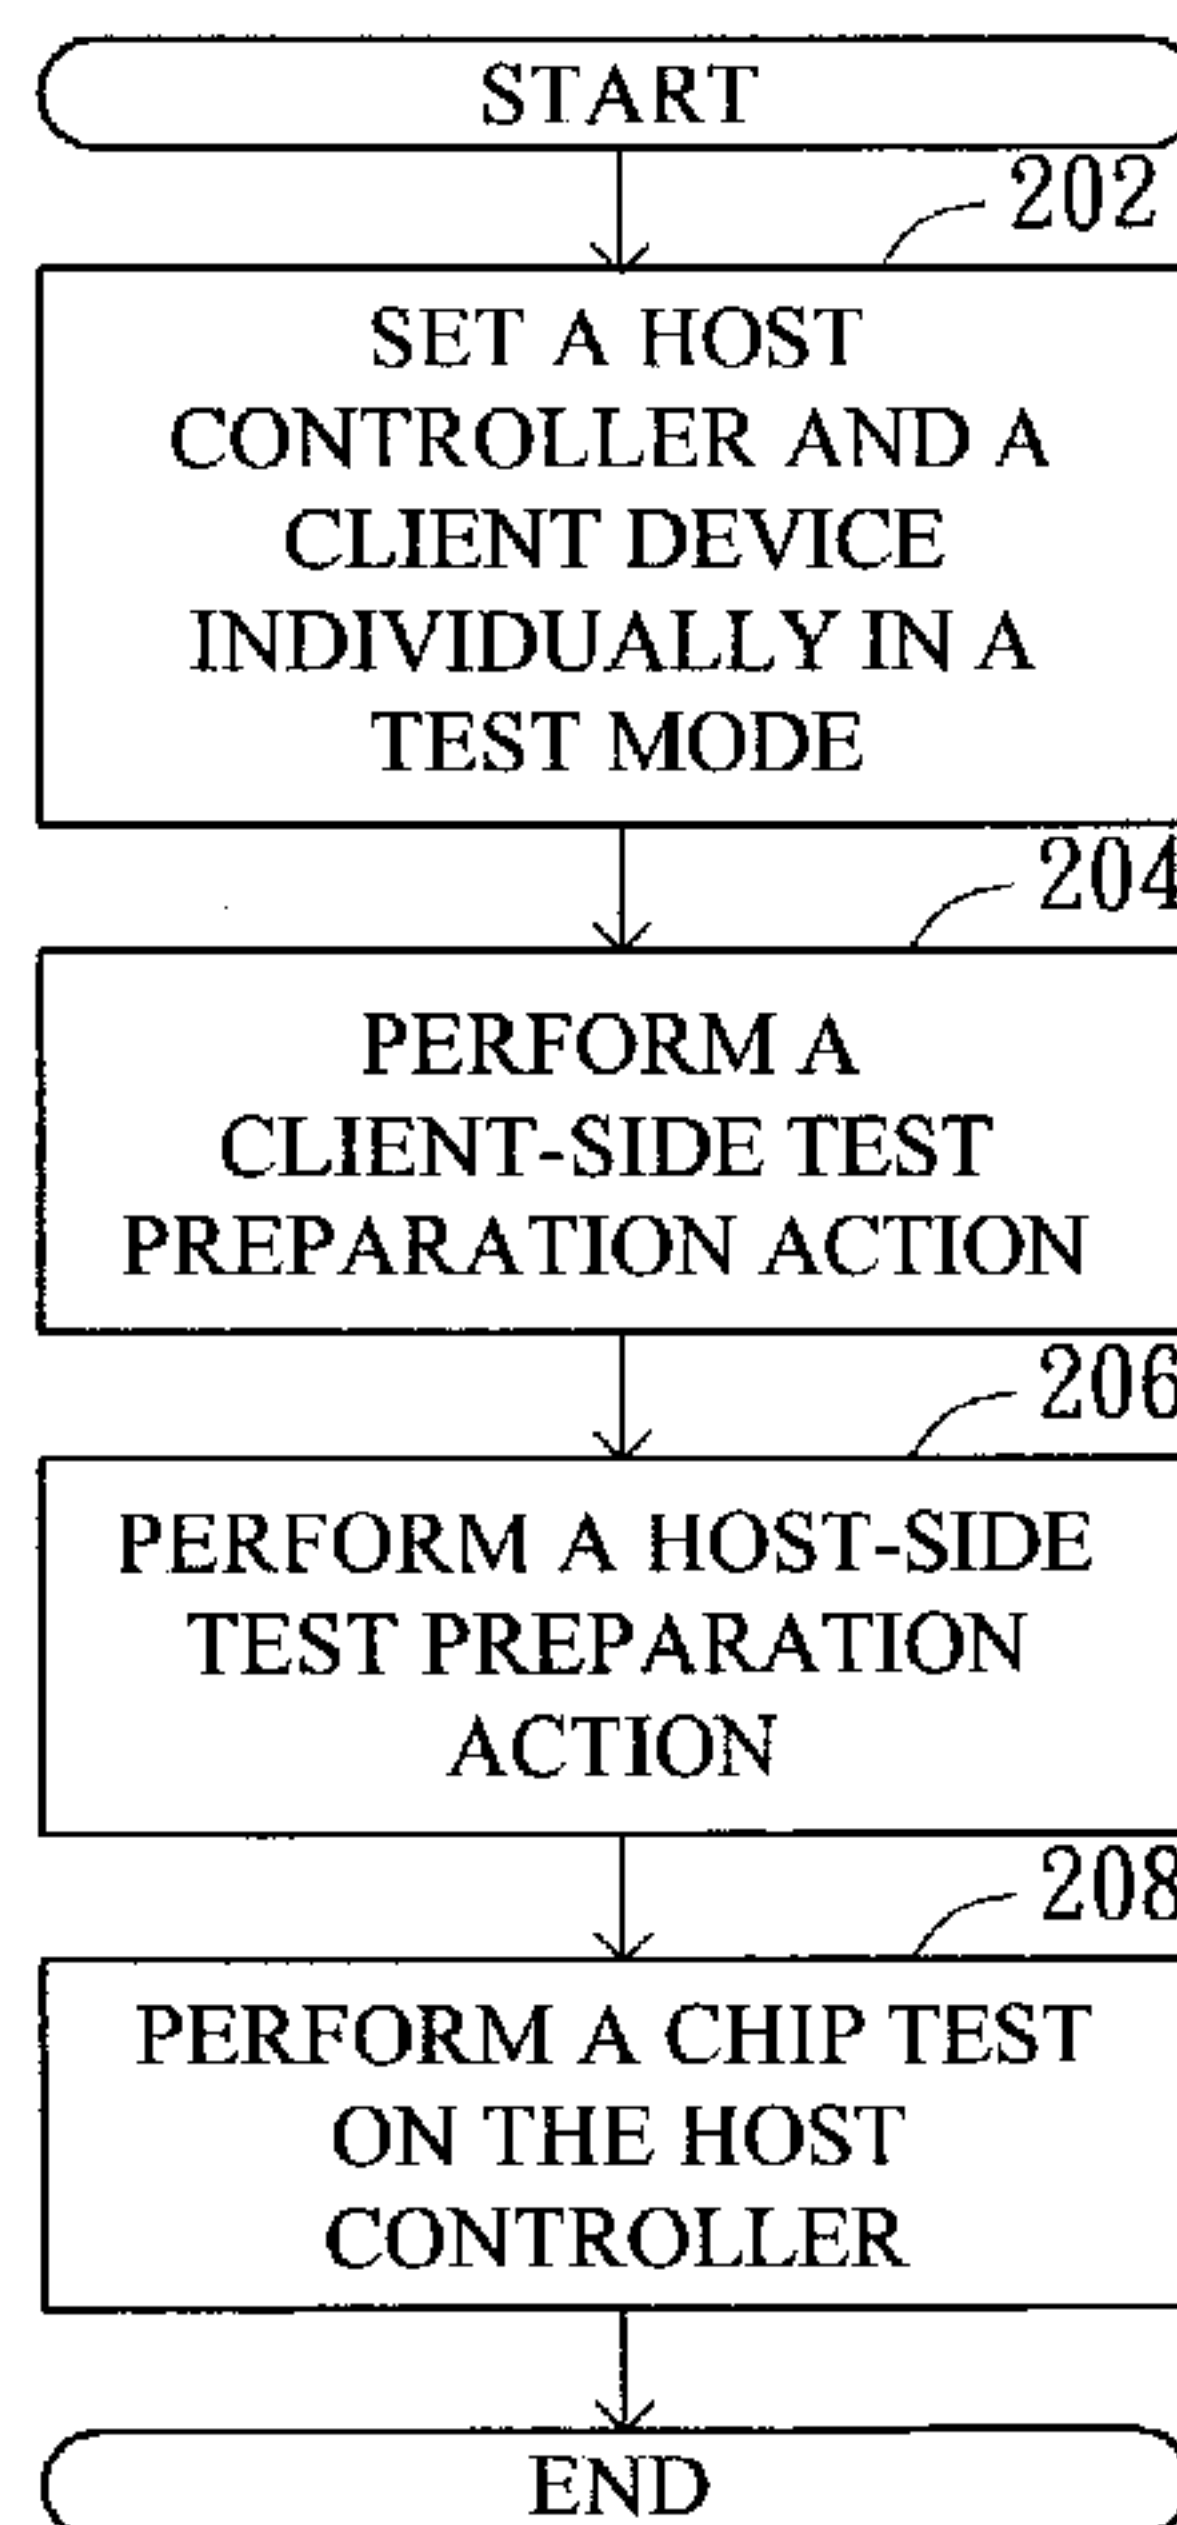 START
202
SET A HOST
CONTROLLER AND A
CLIENT DEVICE
INDIVIDUALLY IN A
TEST MODE
204
PERFORM A
CLIENT-SIDE TEST
PREPARATION ACTION
206
PERFORM A HOST-SIDE
TEST PREPARATION
ACTION
208
PERFORM A CHIP TEST
ON THE HOST
CONTROLLER
END